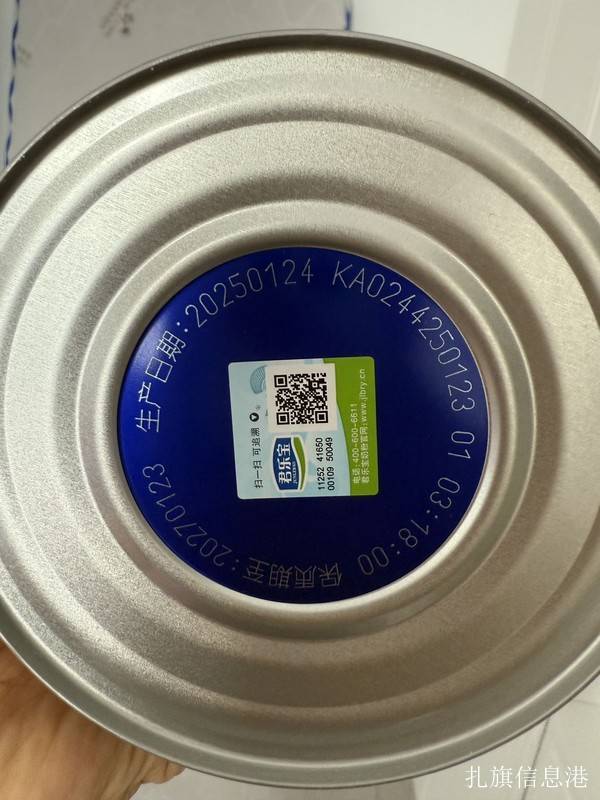 生产日期:20250124 KA0244250123 01 03:18:00
保质期至:20270123
扫一扫 可追溯
君乐宝
JUNLEBAO
11252 41650
00109 50049
电话:400-600-6611
君乐宝奶粉官网:www.jlbry.cn
扎旗信息港